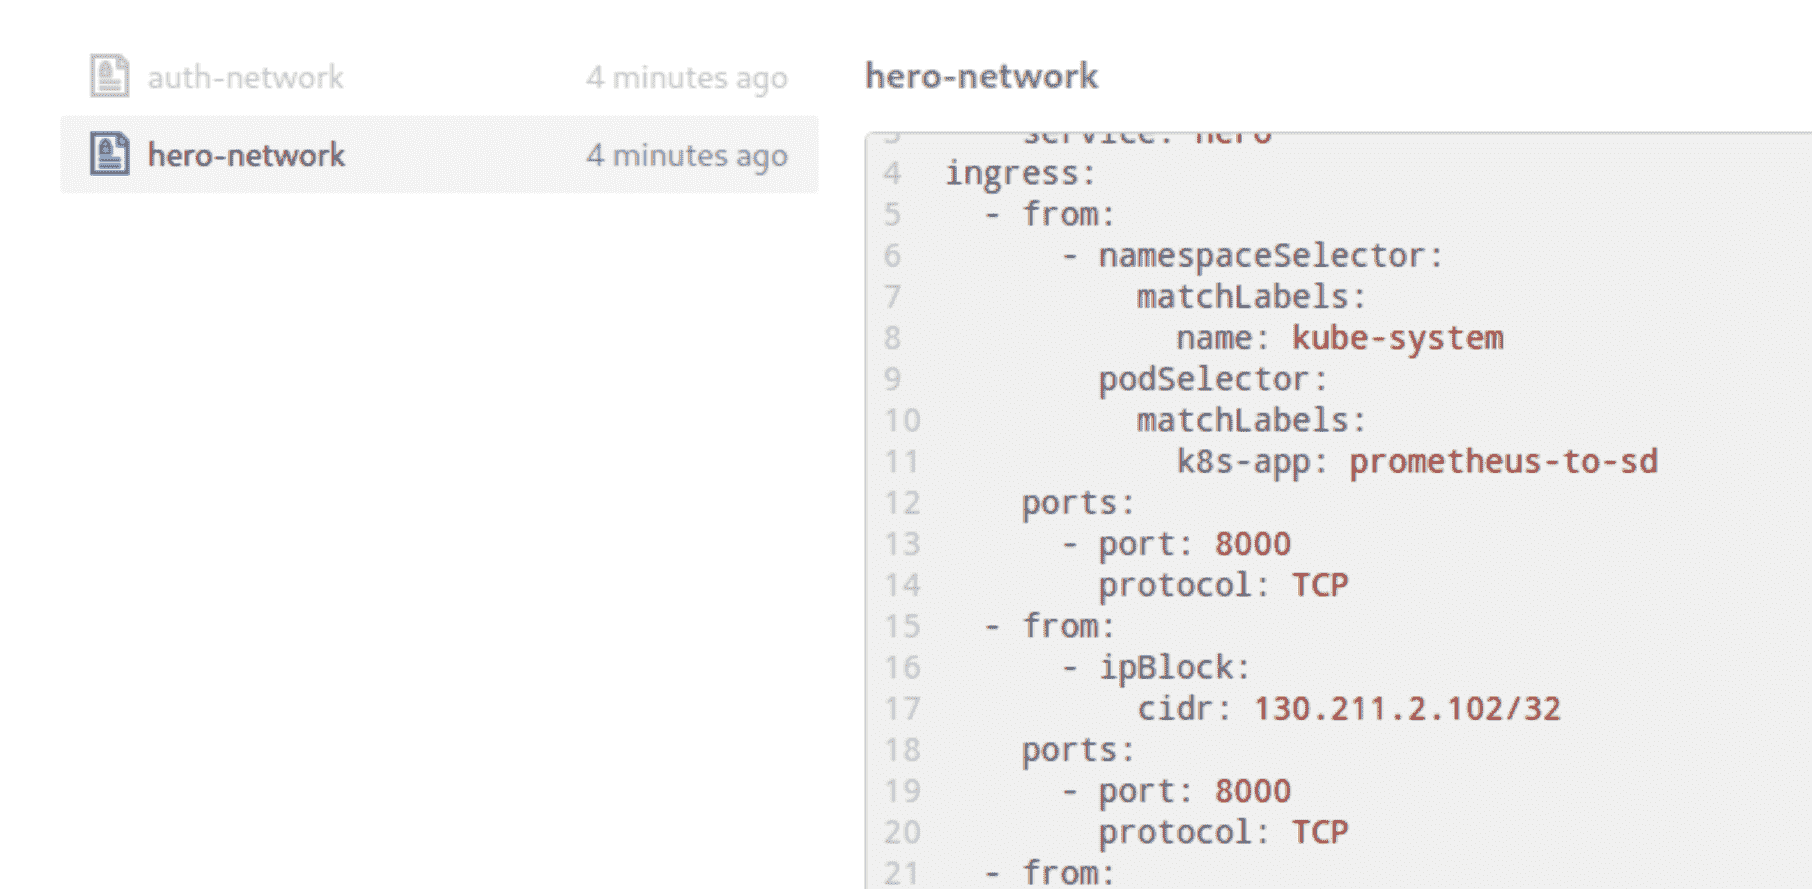 auth-network 4 minutes ago
hero-network 4 minutes ago
hero-network
3 service: hero
4 ingress:
5 - from:
6 - namespaceSelector:
7 matchLabels:
8 name: kube-system
9 podSelector:
10 matchLabels:
11 k8s-app: prometheus-to-sd
12 ports:
13 - port: 8000
14 protocol: TCP
15 - from:
16 - ipBlock:
17 cidr: 130.211.2.102/32
18 ports:
19 - port: 8000
20 protocol: TCP
21 - from: